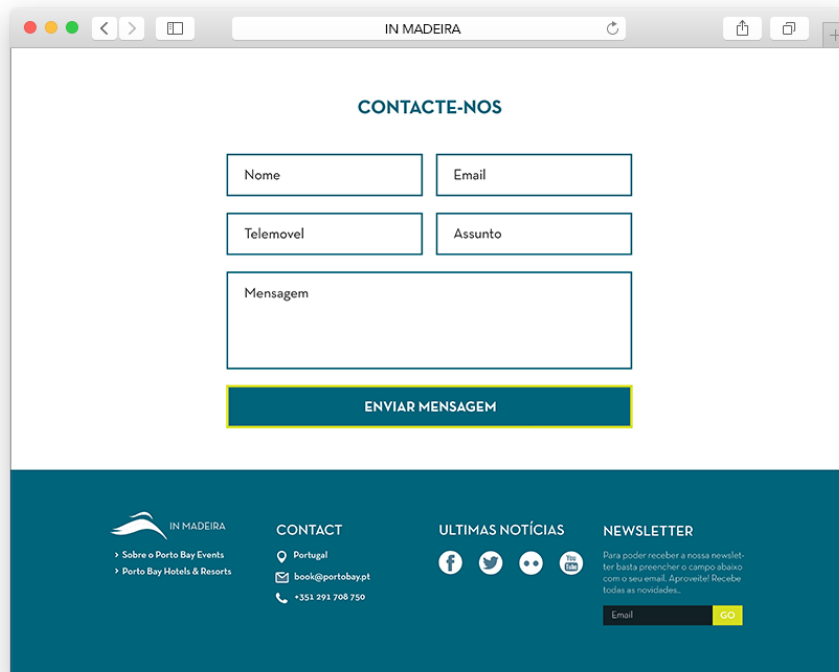 IN MADEIRA
CONTACTE-NOS
Nome
Email
Telemovel
Assunto
Mensagem
ENVIAR MENSAGEM
IN MADEIRA
> Sobre o Porto Bay Events
> Porto Bay Hotels & Resorts
CONTACT
Portugal
book@portobay.pt
+351 291 708 750
ULTIMAS NOTÍCIAS
You
Tube
NEWSLETTER
Para poder receber a nossa newslet-
ter basta preencher o campo abaixo
com o seu email. Aproveite! Recebe
todas as novidades..
Email
GO